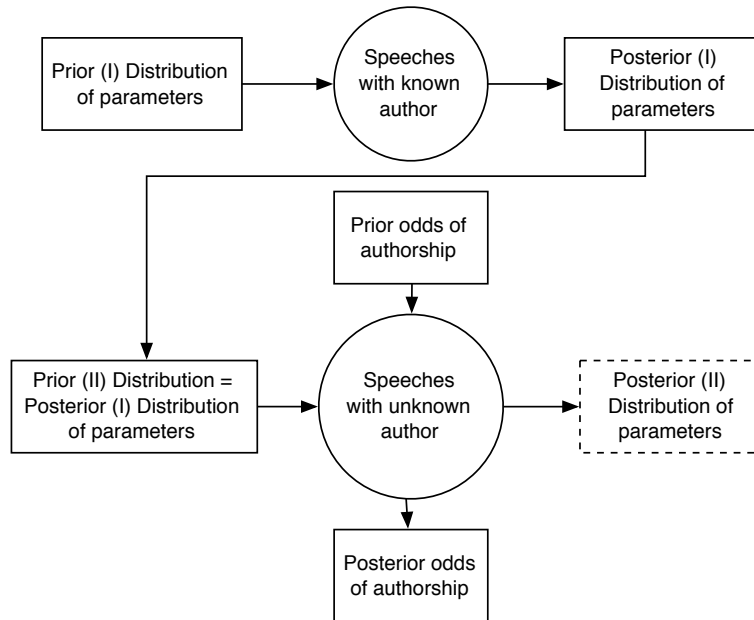 Prior (I) Distribution
of parameters
Speeches
with known
author
Posterior (I)
Distribution of
parameters
Prior odds of
authorship
Prior (II) Distribution =
Posterior (I) Distribution
of parameters
Speeches
with unknown
author
Posterior (II)
Distribution of
parameters
Posterior odds
of authorship